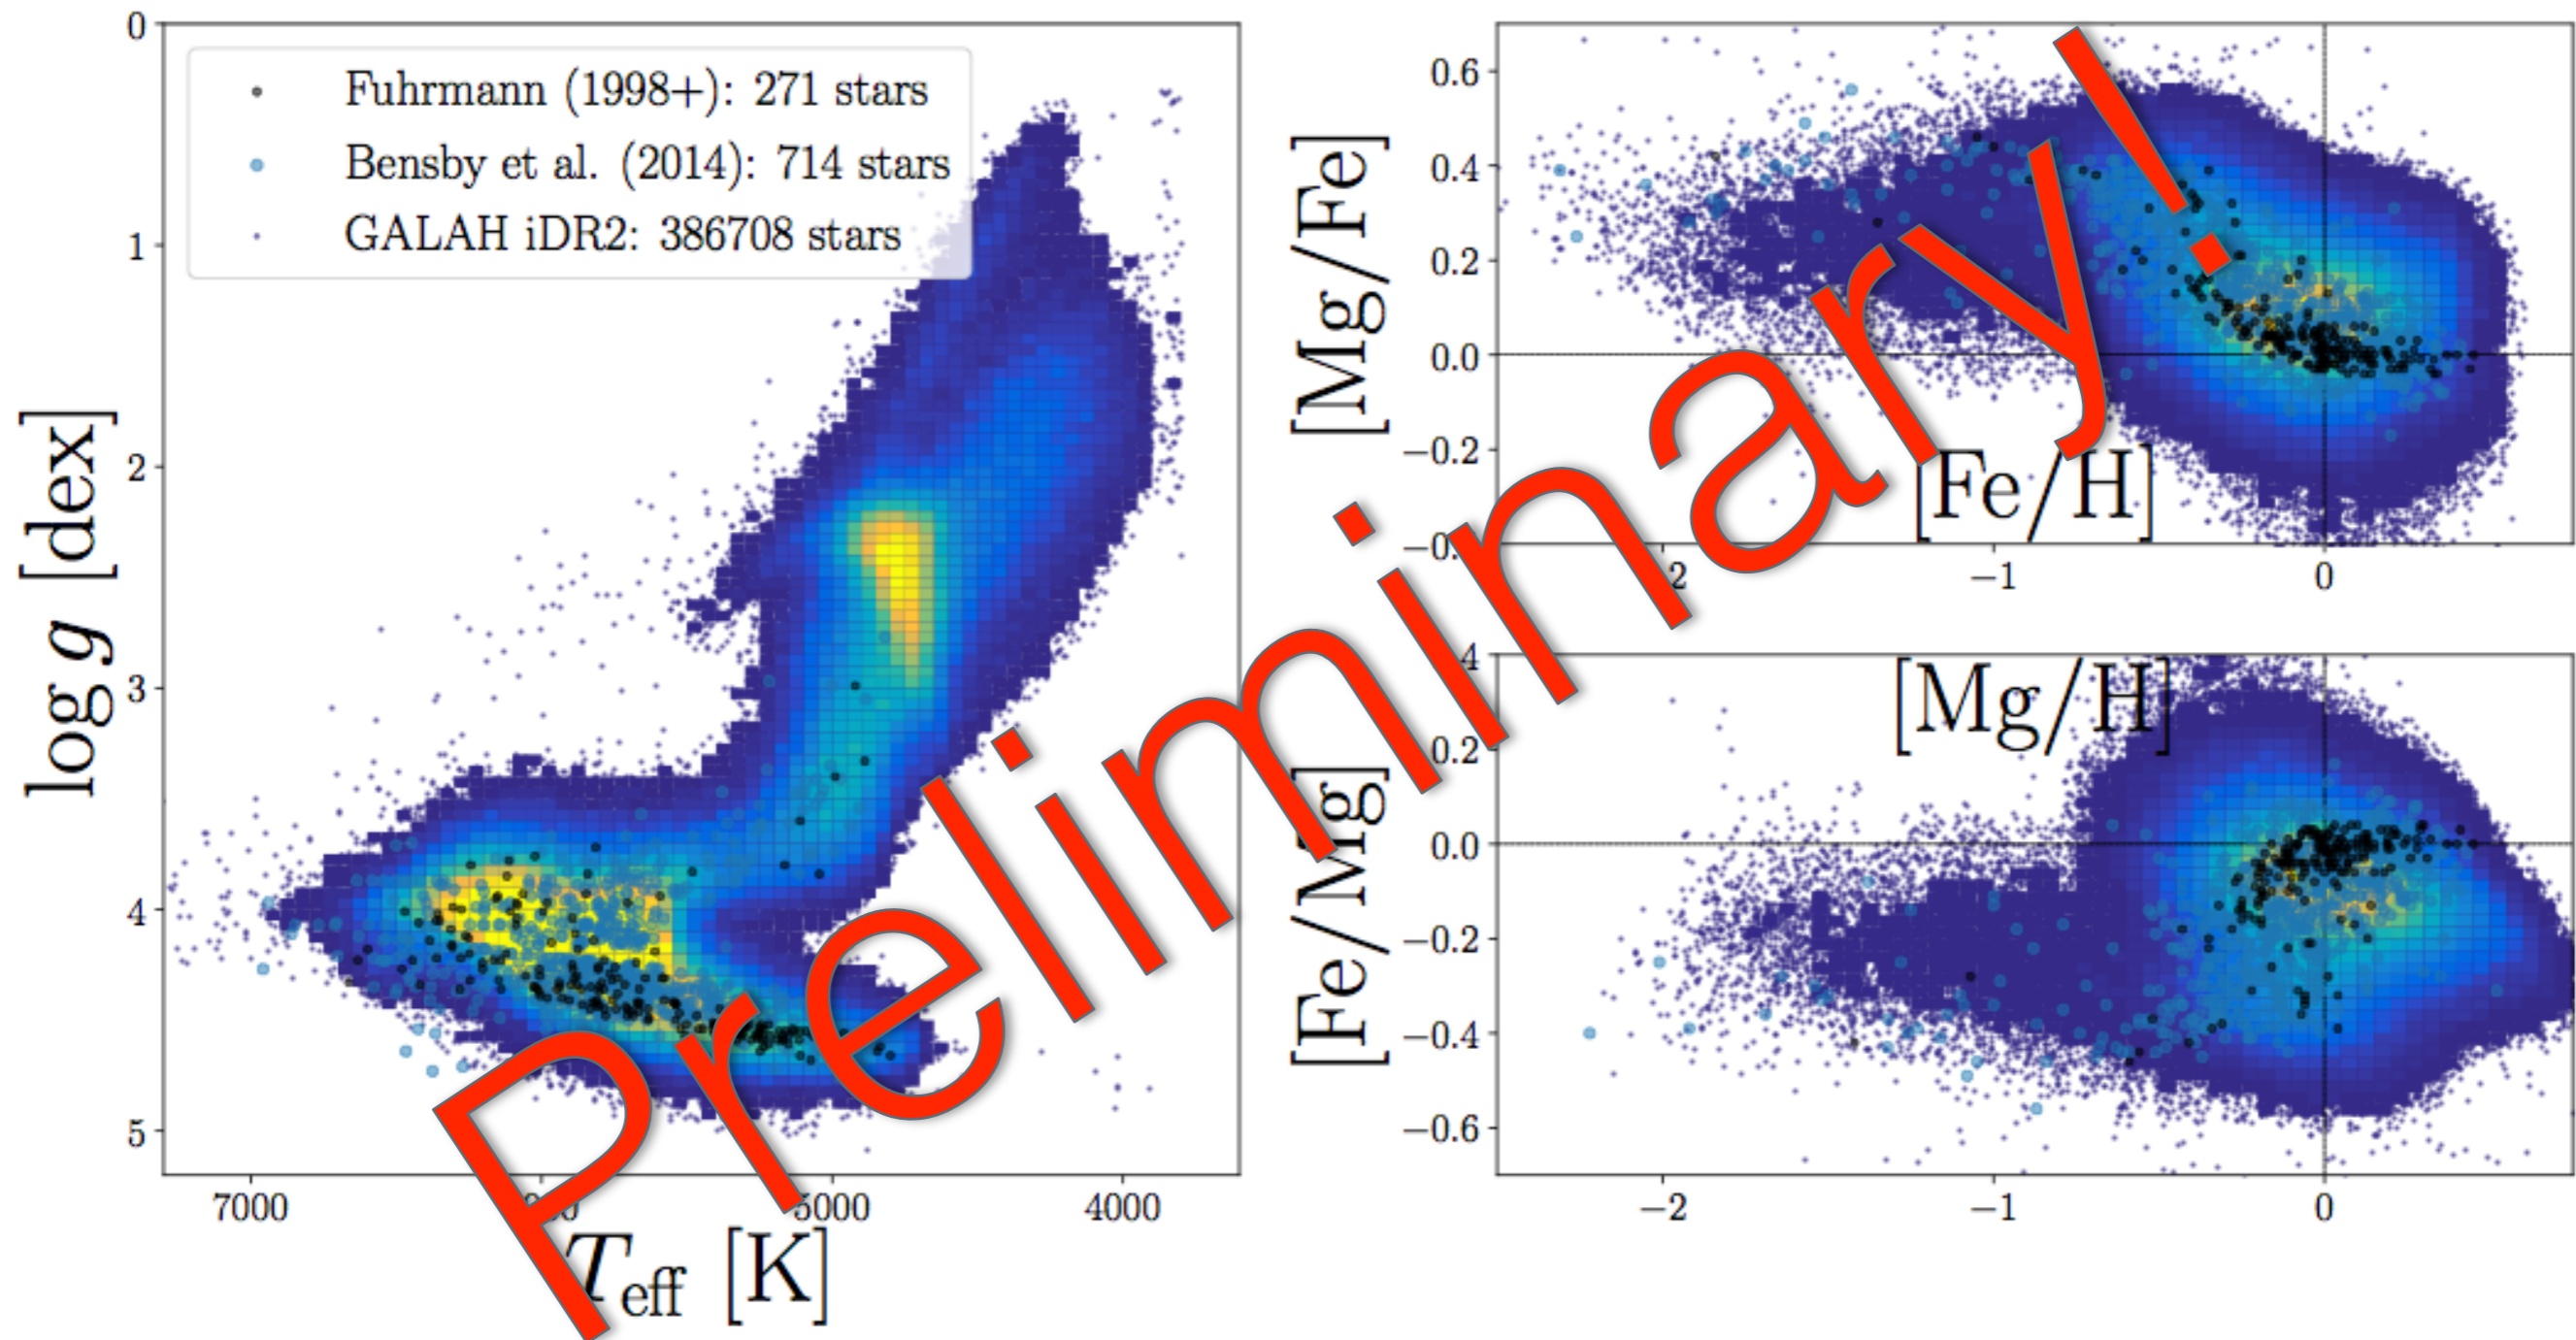 0
1
2
3
4
5
log g [dex]
Fuhrmann (1998+): 271 stars
Bensby et al. (2014): 714 stars
GALAH iDR2: 386708 stars
7000
5000
4000
Teff [K]
0.6
0.4
0.2
0.0
−0.2
[Mg/Fe]
[Fe/H]
−1
0
[Mg/H]
0.2
0.0
−0.2
−0.4
−0.6
[Fe/Mg]
−2
−1
0
Preliminary!